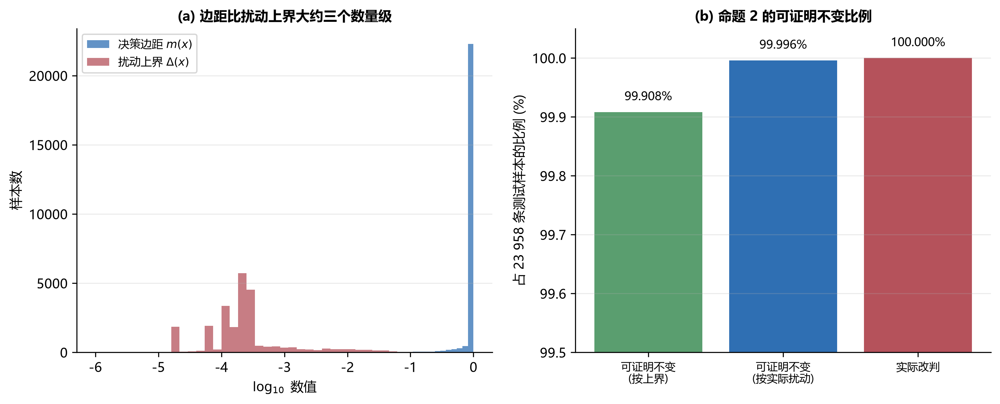 (a) 边距比扰动上界大约三个数量级
决策边距 m(x)
扰动上界 Δ(x)
样本数
20000
15000
10000
5000
0
-6 -5 -4 -3 -2 -1 0
log₁₀ 数值
(b) 命题 2 的可证明不变比例
占 23 958 条测试样本的比例 (%)
100.0
99.9
99.8
99.7
99.6
99.5
99.908%
99.996%
100.000%
可证明不变
(按上界)
可证明不变
(按实际扰动)
实际改判